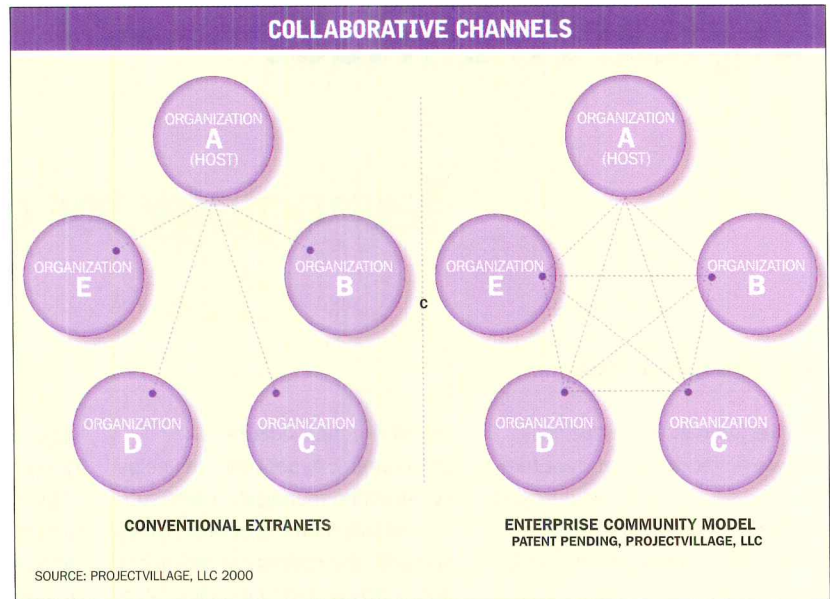 COLLABORATIVE CHANNELS
ORGANIZATION
A
(HOST)
ORGANIZATION
E
ORGANIZATION
B
ORGANIZATION
D
ORGANIZATION
C
CONVENTIONAL EXTRANETS
C
ORGANIZATION
A
(HOST)
ORGANIZATION
E
ORGANIZATION
B
ORGANIZATION
D
ORGANIZATION
C
ENTERPRISE COMMUNITY MODEL
PATENT PENDING, PROJECTVILLAGE, LLC
SOURCE: PROJECTVILLAGE, LLC 2000